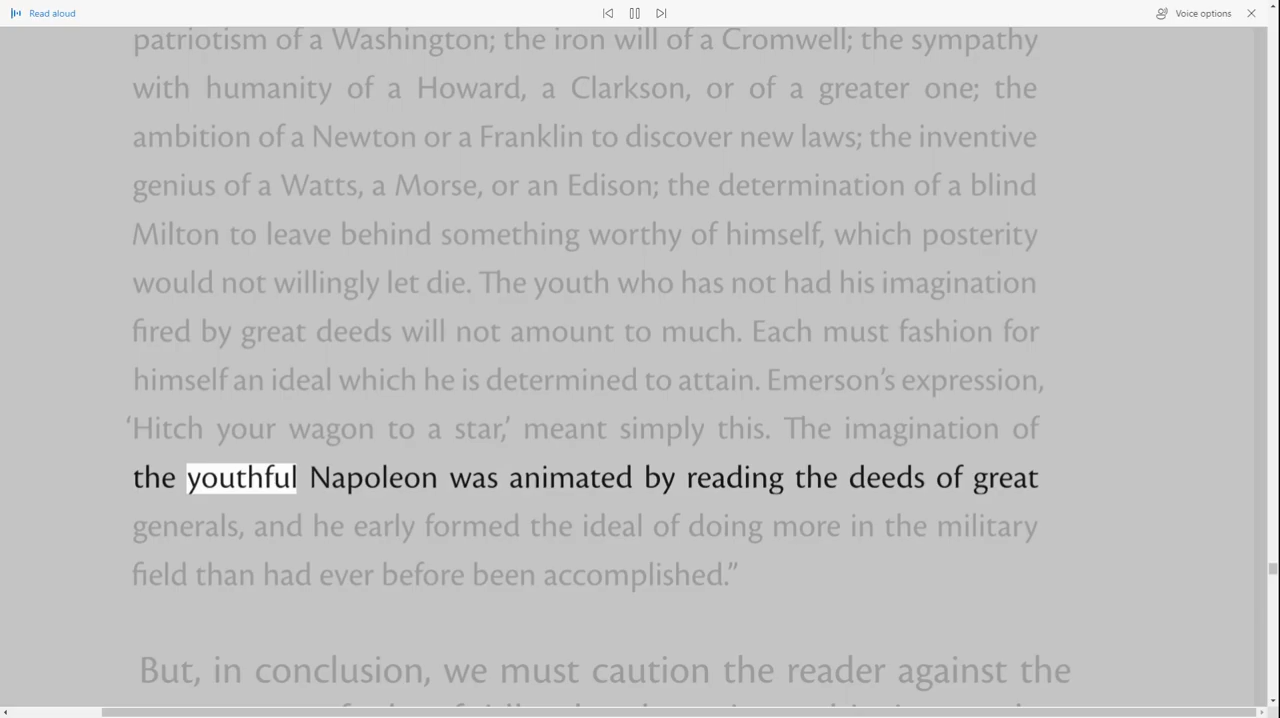 Read aloud
Voice options
patriotism of a Washington; the iron will of a Cromwell; the sympathy
with humanity of a Howard, a Clarkson, or of a greater one; the
ambition of a Newton or a Franklin to discover new laws; the inventive
genius of a Watts, a Morse, or an Edison; the determination of a blind
Milton to leave behind something worthy of himself, which posterity
would not willingly let die. The youth who has not had his imagination
fired by great deeds will not amount to much. Each must fashion for
himself an ideal which he is determined to attain. Emerson’s expression,
‘Hitch your wagon to a star,’ meant simply this. The imagination of
the youthful Napoleon was animated by reading the deeds of great
generals, and he early formed the ideal of doing more in the military
field than had ever before been accomplished.”
But, in conclusion, we must caution the reader against the